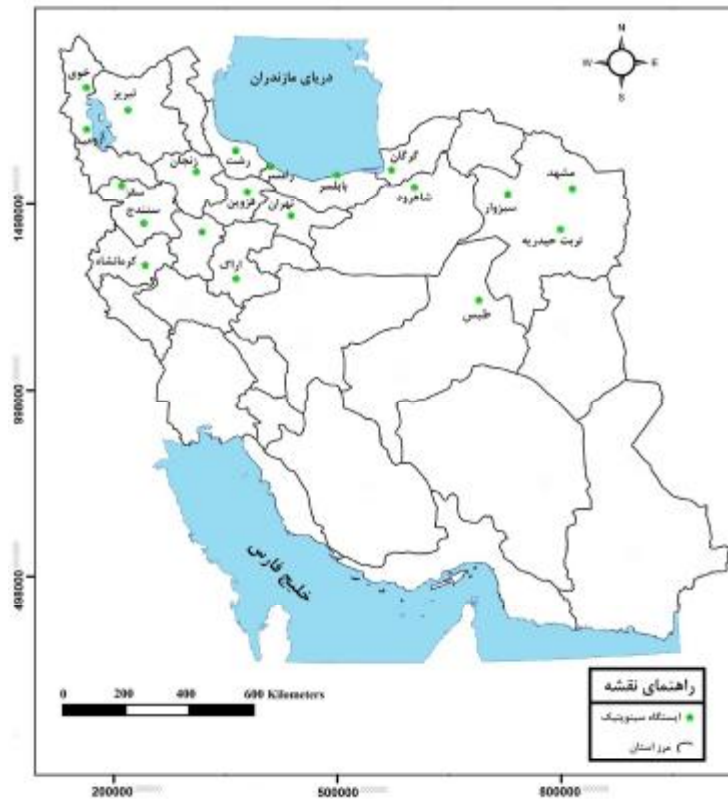 N
W E
S
دریای مازندران
خوی
تبریز
زنجان
رشت
رامسر
گرگان
بابلسر
شاهرود
مشهد
سبزوار
تربت حیدریه
قزوین
تهران
سقز
سنندج
کرمانشاه
اراک
طبس
خلیج فارس
1498000
998000
498000
0 200 400 600 Kilometers
راهنمای نقشه
ایستگاه سینوپتیک
مرز استان
200000 500000 800000